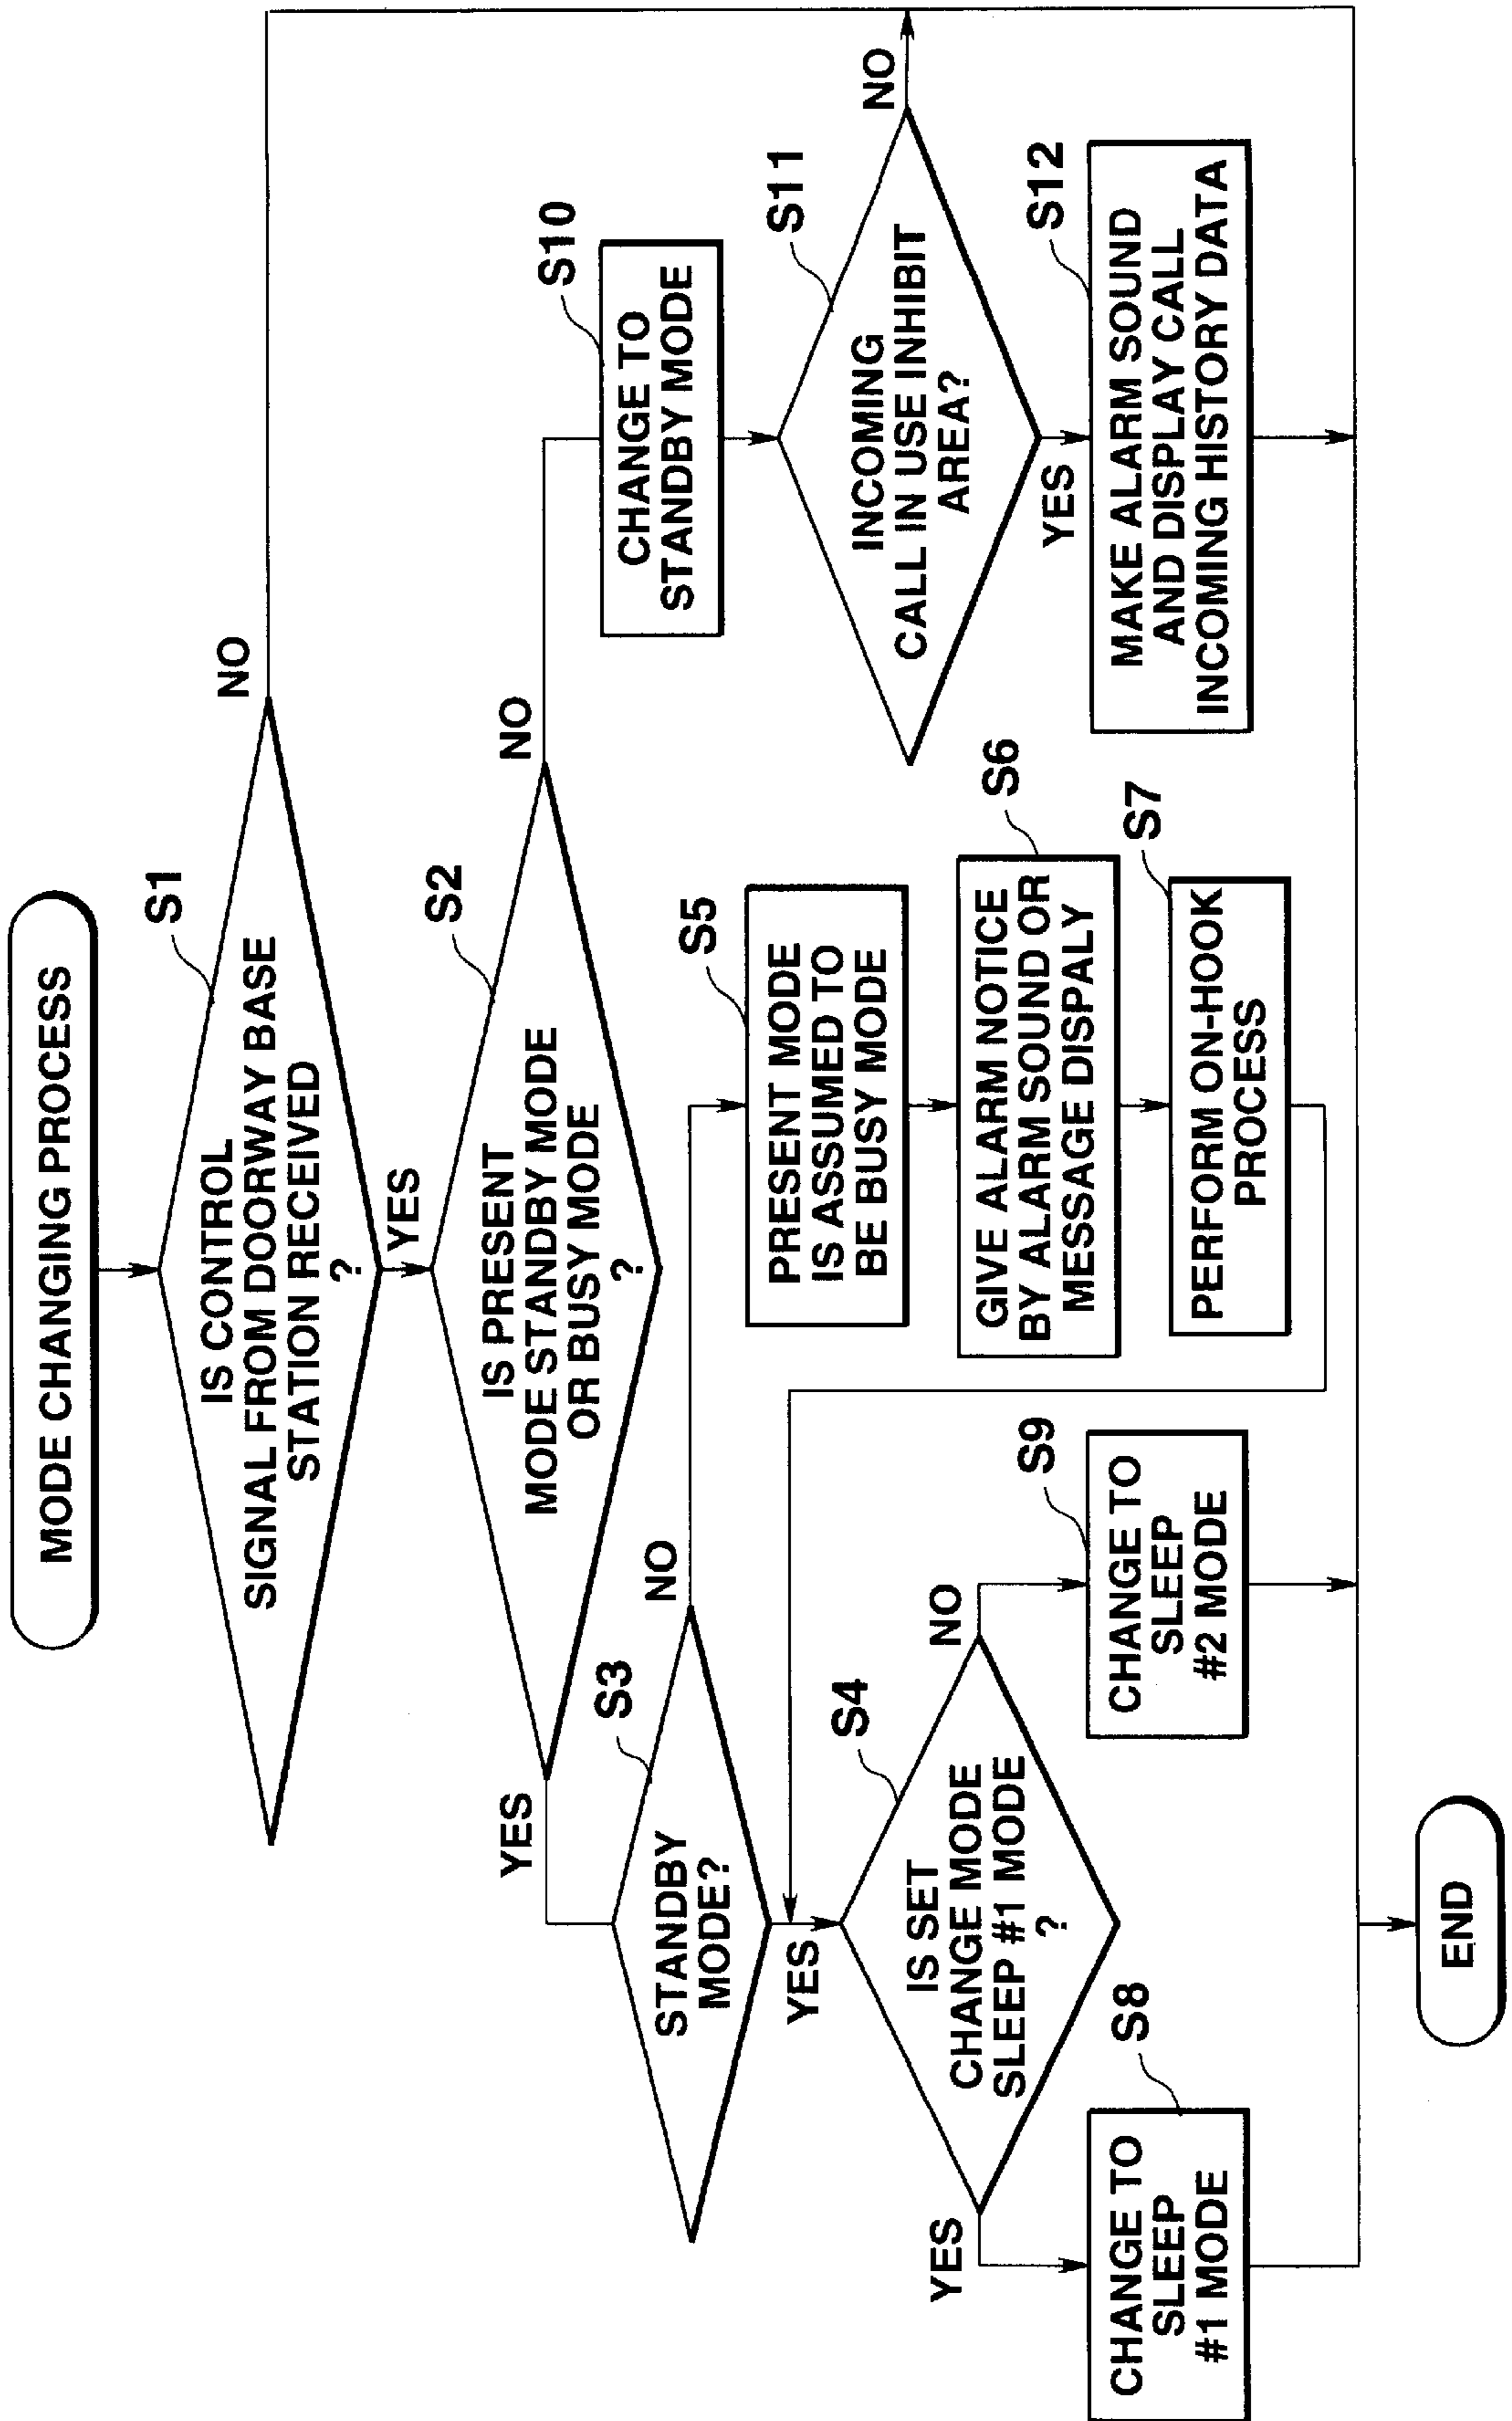 MODE CHANGING PROCESS
S1
IS CONTROL
SIGNAL FROM DOORWAY BASE
STATION RECEIVED
?
NO
YES
S2
IS PRESENT
MODE STANDBY MODE
OR BUSY MODE
?
YES
NO
S3
STANDBY
MODE?
NO
YES
S5
PRESENT MODE
IS ASSUMED TO
BE BUSY MODE
S6
GIVE ALARM NOTICE
BY ALARM SOUND OR
MESSAGE DISPALY
S7
PERFORM ON-HOOK
PROCESS
S4
IS SET
CHANGE MODE
SLEEP #1 MODE
?
YES
NO
S8
CHANGE TO
SLEEP
#1 MODE
S9
CHANGE TO
SLEEP
#2 MODE
S10
CHANGE TO
STANDBY MODE
S11
INCOMING
CALL IN USE INHIBIT
AREA?
NO
YES
S12
MAKE ALARM SOUND
AND DISPLAY CALL
INCOMING HISTORY DATA
END